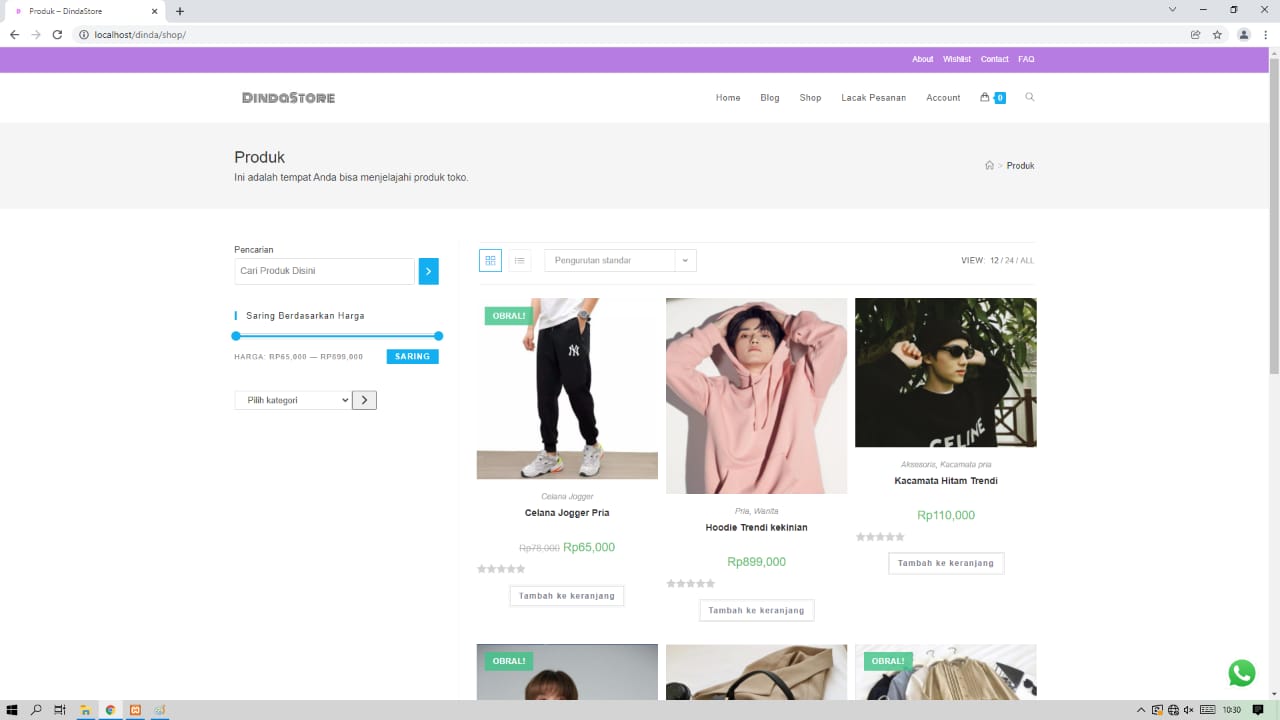 Produk – DindaStore
localhost/dinda/shop/
About Wishlist Contact FAQ
DINDASTORE
Home Blog Shop Lacak Pesanan Account 0
Produk
Ini adalah tempat Anda bisa menjelajahi produk toko.
> Produk
Pencarian
Cari Produk Disini
Saring Berdasarkan Harga
HARGA: RP65,000 — RP899,000
SARING
Pilih kategori
Pengurutan standar
VIEW: 12 / 24 / ALL
OBRAL!
NY
Celana Jogger
Celana Jogger Pria
Rp78,000 Rp65,000
Tambah ke keranjang
Pria, Wanita
Hoodie Trendi kekinian
Rp899,000
Tambah ke keranjang
CELINE
Aksesoris, Kacamata pria
Kacamata Hitam Trendi
Rp110,000
Tambah ke keranjang
OBRAL!
OBRAL!
10:30